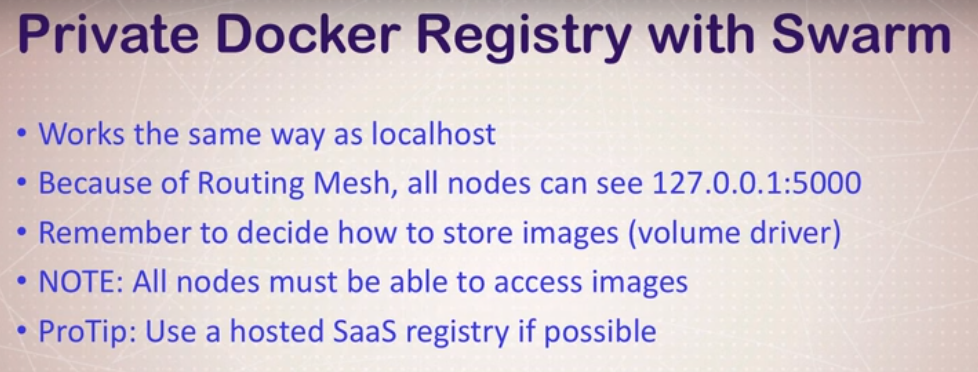 Private Docker Registry with Swarm
• Works the same way as localhost
• Because of Routing Mesh, all nodes can see 127.0.0.1:5000
• Remember to decide how to store images (volume driver)
• NOTE: All nodes must be able to access images
• ProTip: Use a hosted SaaS registry if possible